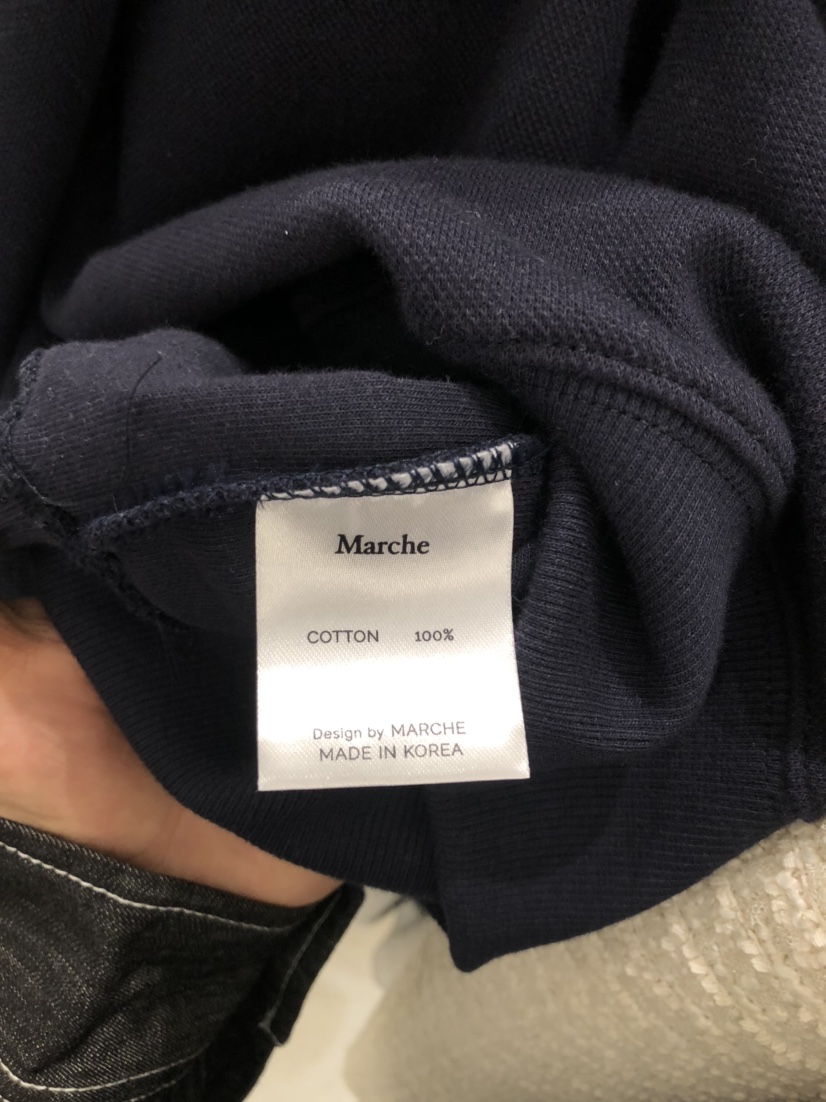 Marche
COTTON 100%
Design by MARCHE
MADE IN KOREA